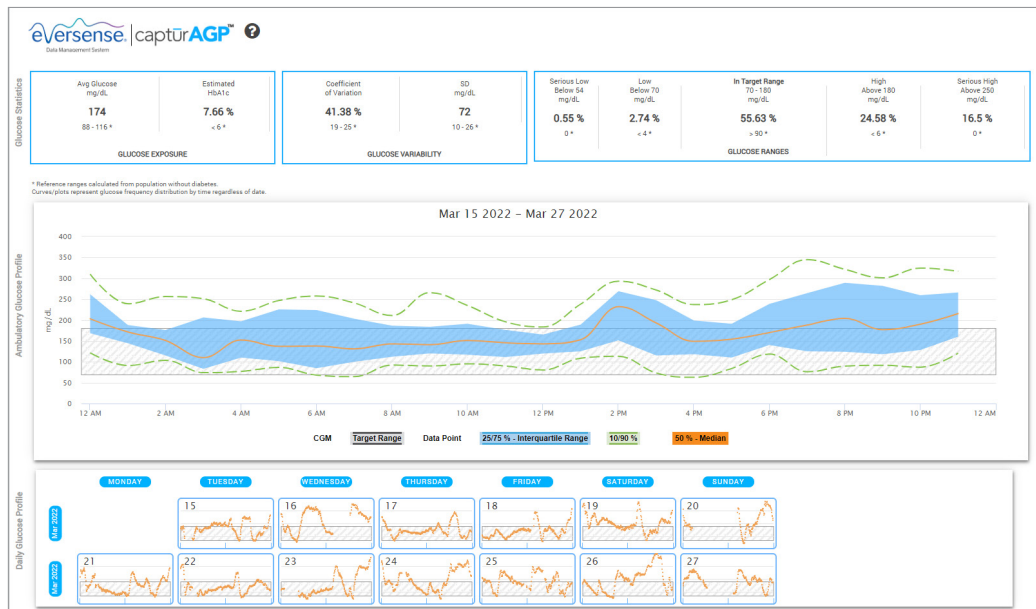 eversense. | captūrAGP™ ?
Data Management System
Glucose Statistics
Avg Glucose
mg/dL
174
88 - 116 *
Estimated
HbA1c
7.66 %
< 6 *
GLUCOSE EXPOSURE
Coefficient
of Variation
41.38 %
19 - 25 *
SD
mg/dL
72
10 - 26 *
GLUCOSE VARIABILITY
Serious Low
Below 54
mg/dL
0.55 %
0 *
Low
Below 70
mg/dL
2.74 %
< 4 *
In Target Range
70 - 180
mg/dL
55.63 %
> 90 *
High
Above 180
mg/dL
24.58 %
< 6 *
Serious High
Above 250
mg/dL
16.5 %
0 *
GLUCOSE RANGES
* Reference ranges calculated from population without diabetes.
Curves/plots represent glucose frequency distribution by time regardless of date.
Ambulatory Glucose Profile
Mar 15 2022 – Mar 27 2022
mg/dL
400
350
300
250
200
150
100
50
0
12 AM 2 AM 4 AM 6 AM 8 AM 10 AM 12 PM 2 PM 4 PM 6 PM 8 PM 10 PM 12 AM
CGM Target Range Data Point 25/75 % - Interquartile Range 10/90 % 50 % - Median
Daily Glucose Profile
MONDAY TUESDAY WEDNESDAY THURSDAY FRIDAY SATURDAY SUNDAY
Mar 2022
15 16 17 18 19 20
Mar 2022
21 22 23 24 25 26 27